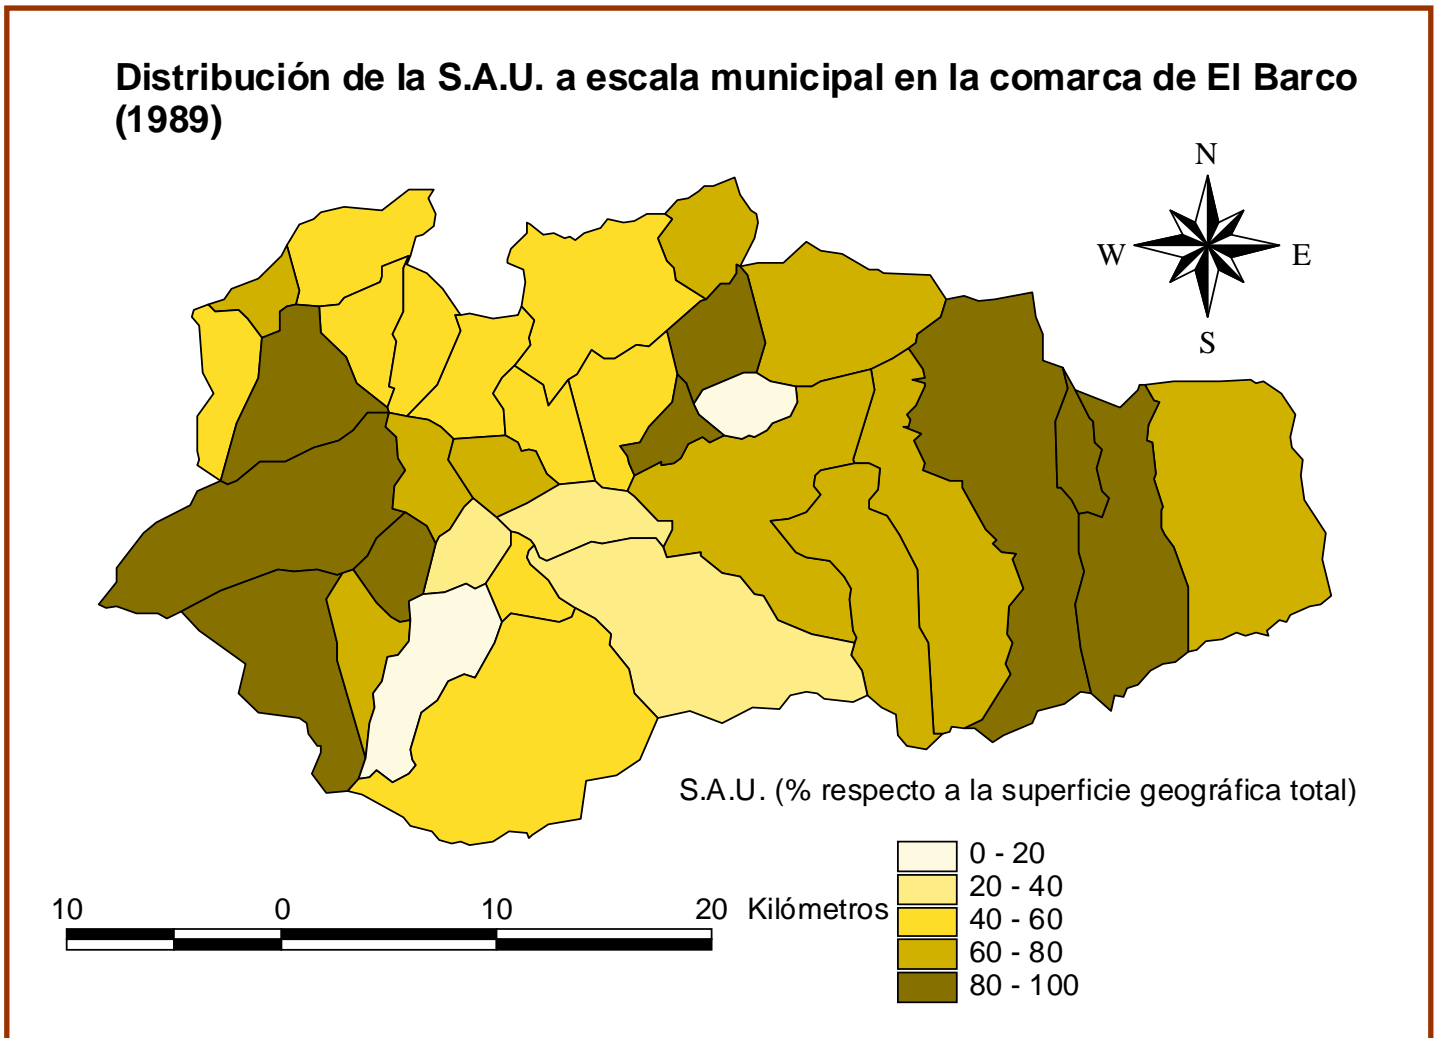 Distribución de la S.A.U. a escala municipal en la comarca de El Barco
(1989)
N
W
E
S
S.A.U. (% respecto a la superficie geográfica total)
0 - 20
20 - 40
40 - 60
60 - 80
80 - 100
10 0 10 20 Kilómetros